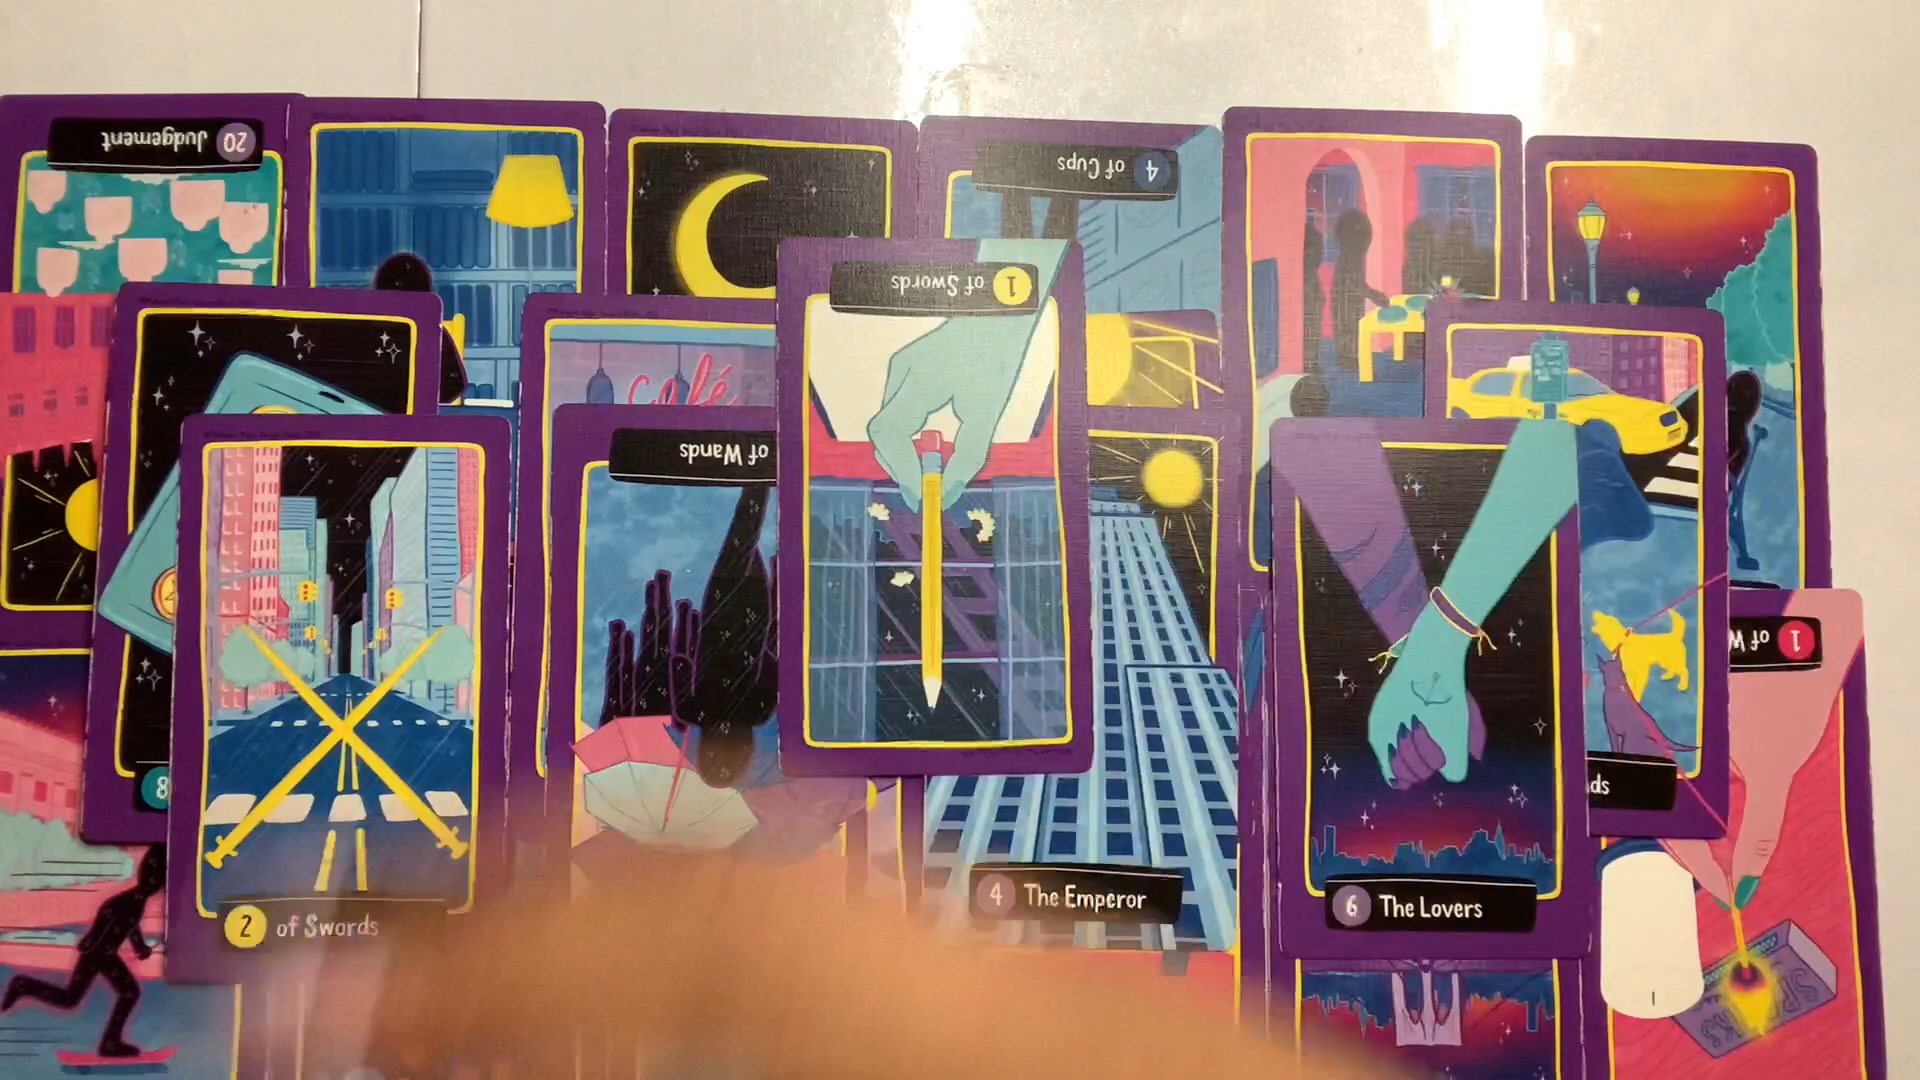 20 Judgement
4 of Cups
1 of Swords
café
of Wands
1 of W
8
ds
4 The Emperor
6 The Lovers
2 of Swords